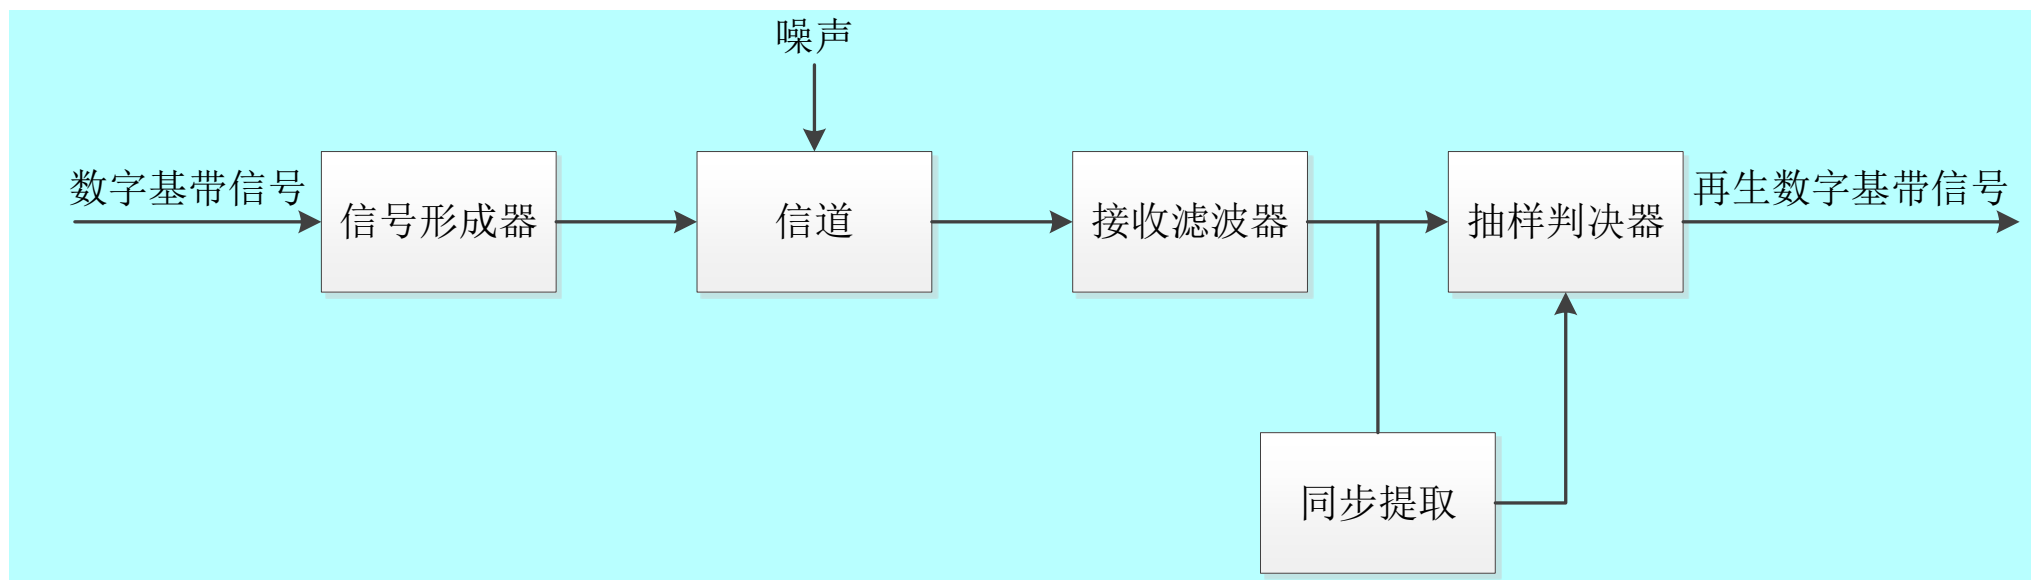 噪声
数字基带信号
信号形成器
信道
接收滤波器
抽样判决器
再生数字基带信号
同步提取